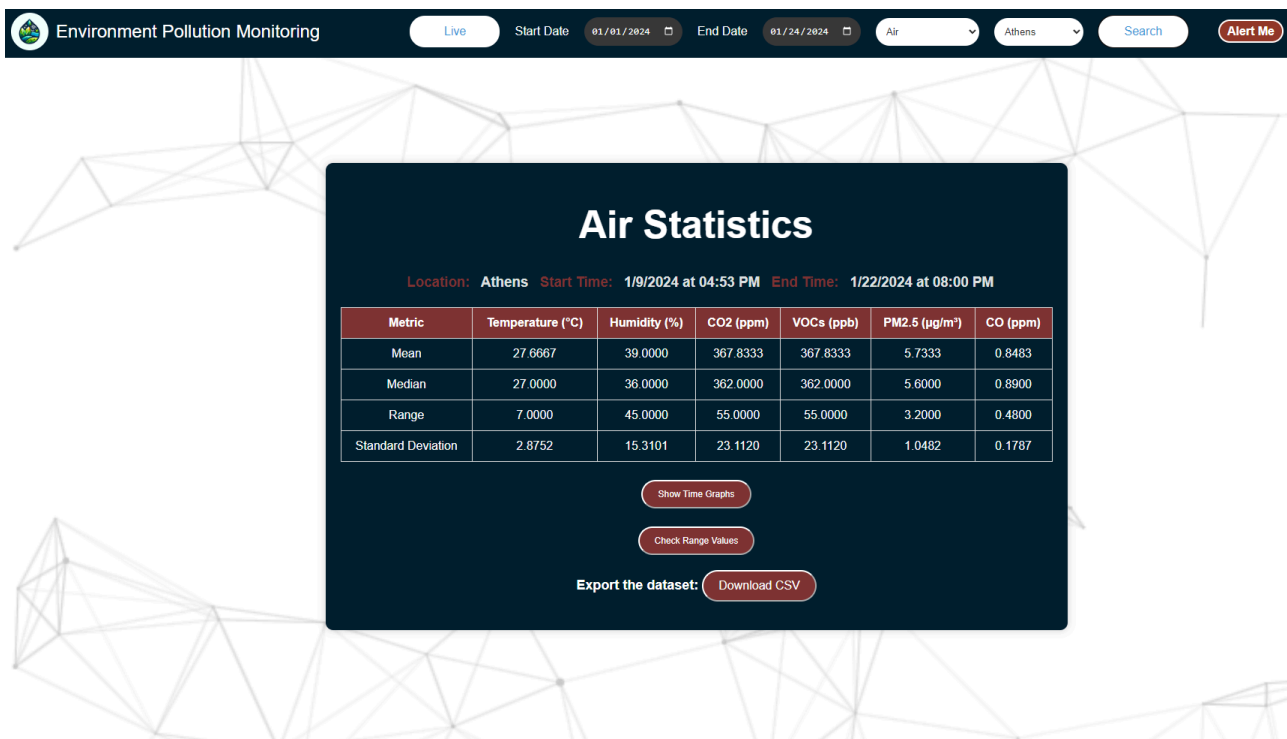 Environment Pollution Monitoring Live Start Date 01/01/2024 End Date 01/24/2024 Air Athens Search Alert Me
Air Statistics
Location: Athens Start Time: 1/9/2024 at 04:53 PM End Time: 1/22/2024 at 08:00 PM
Metric Temperature (°C) Humidity (%) CO2 (ppm) VOCs (ppb) PM2.5 (µg/m³) CO (ppm)
Mean 27.6667 39.0000 367.8333 367.8333 5.7333 0.8483
Median 27.0000 36.0000 362.0000 362.0000 5.6000 0.8900
Range 7.0000 45.0000 55.0000 55.0000 3.2000 0.4800
Standard Deviation 2.8752 15.3101 23.1120 23.1120 1.0482 0.1787
Show Time Graphs
Check Range Values
Export the dataset: Download CSV